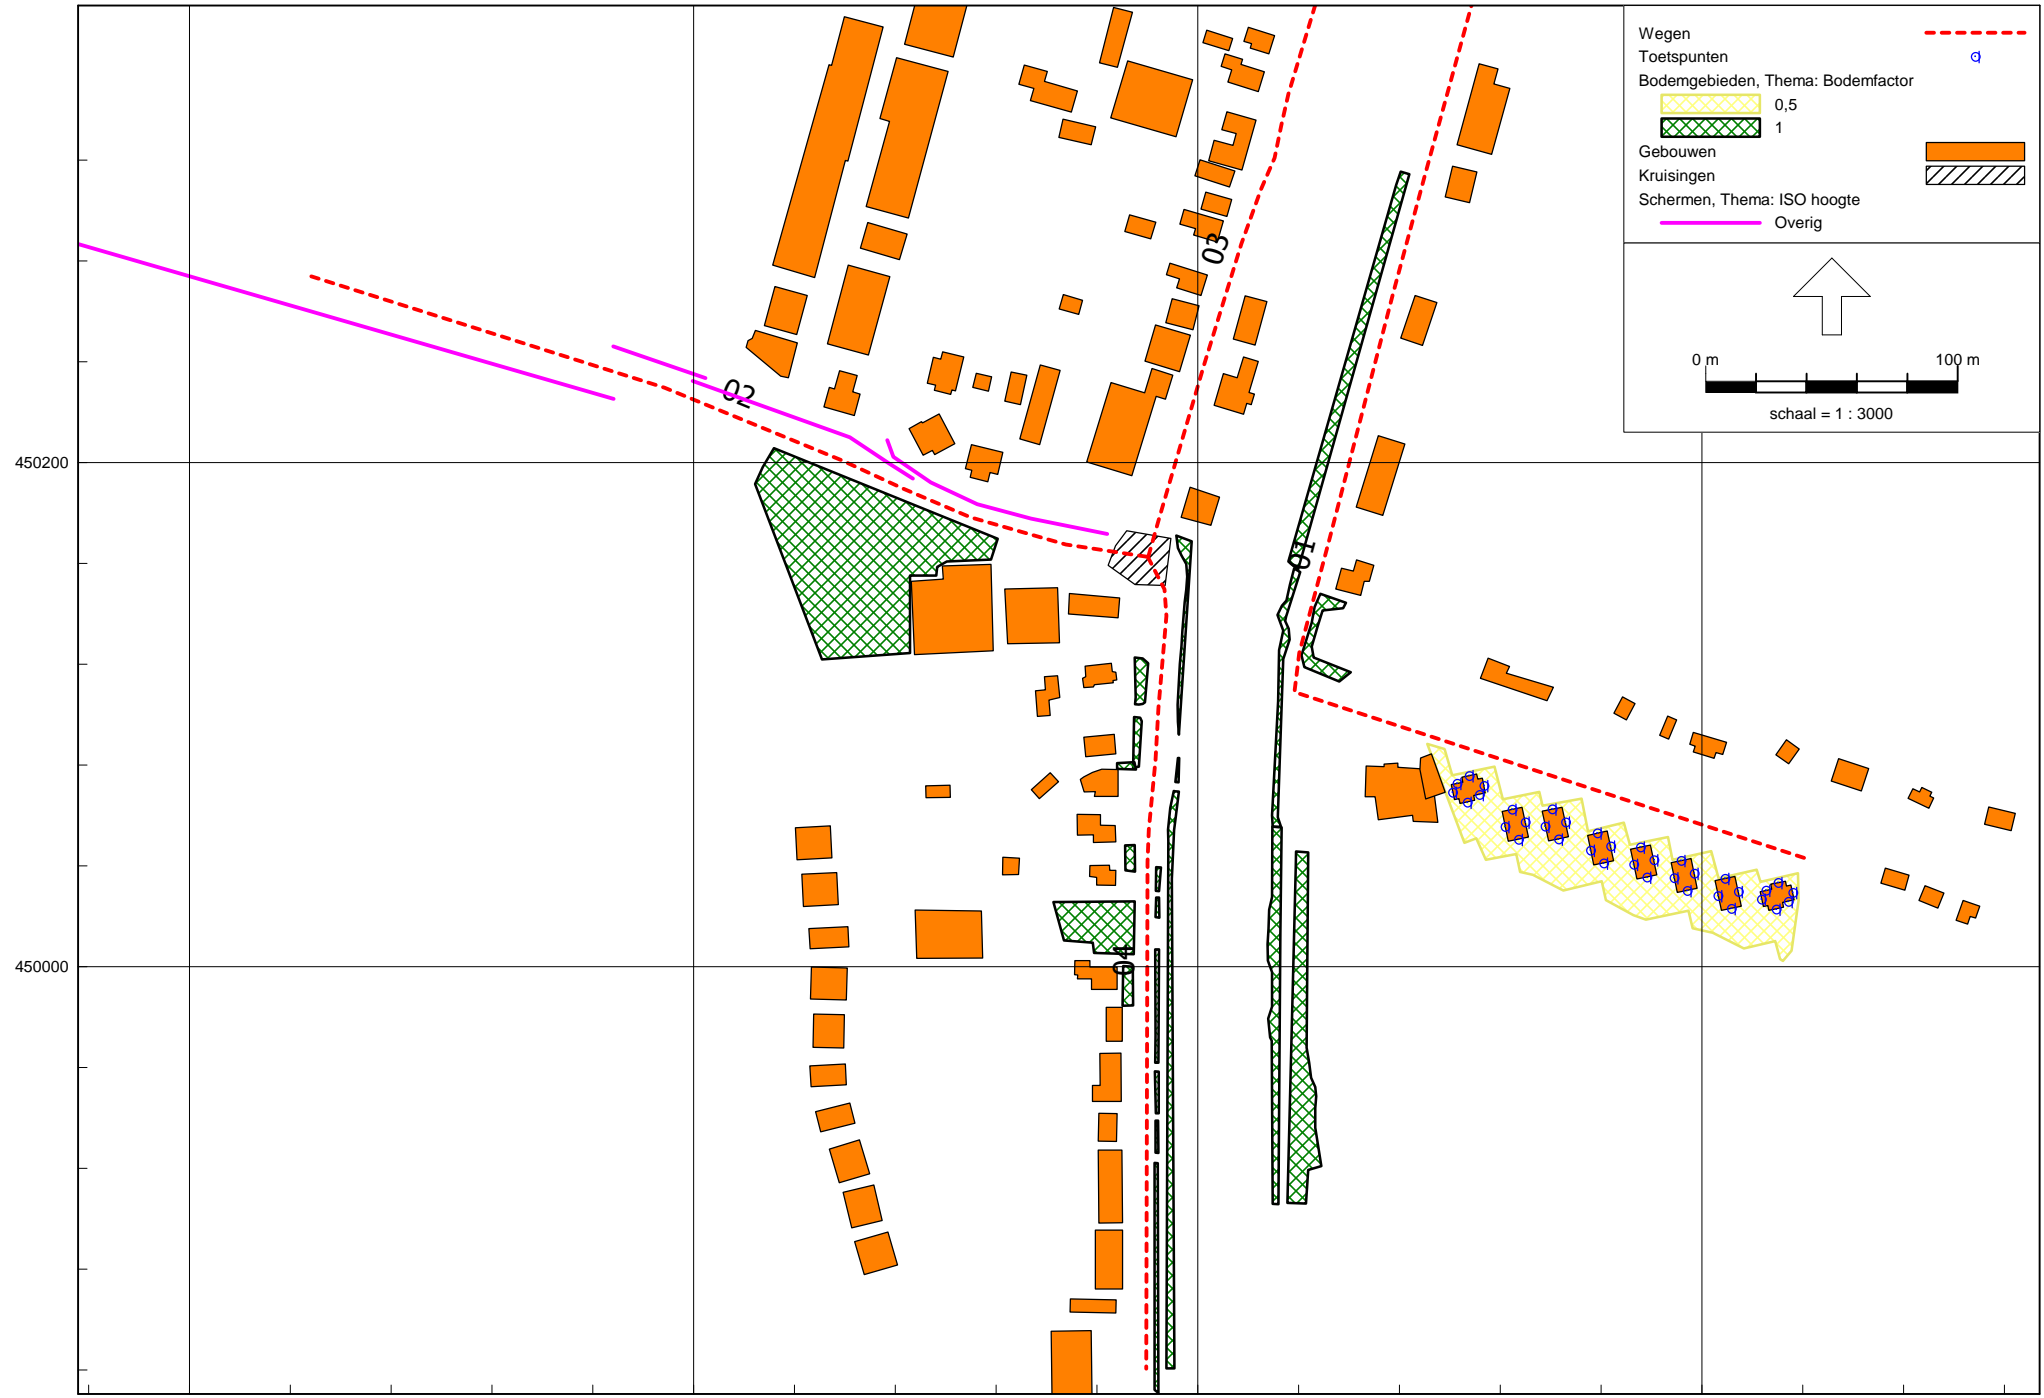 Wegen
Toetspunten
Bodemgebieden, Thema: Bodemfactor
0,5
1
Gebouwen
Kruisingen
Schermen, Thema: ISO hoogte
Overig
0 m 100 m
schaal = 1 : 3000
03
02
450200
01
04
450000